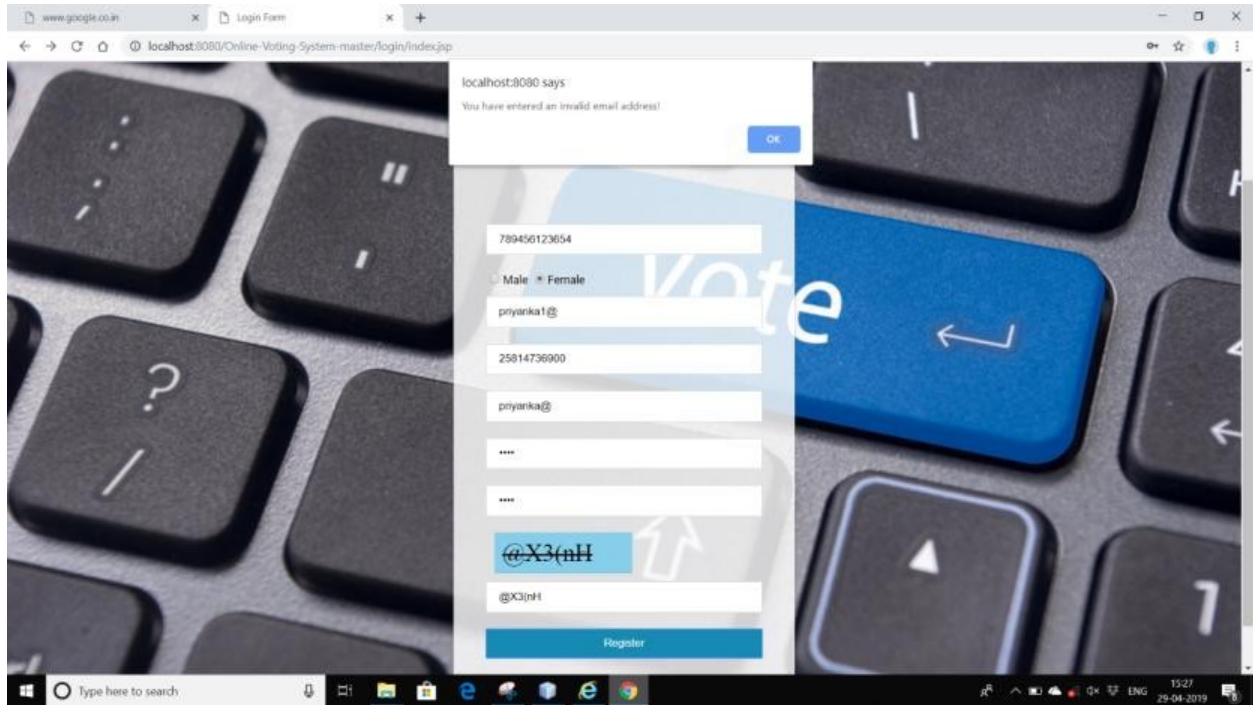 www.google.co.in
Login Form
localhost:8080/Online-Voting-System-master/login/index.jsp
localhost:8080 says
You have entered an invalid email address!
OK
789456123654
Male Female
priyanka1@
Vote
25814736900
priyanka@
••••
••••
@X3(nH
@X3(nH
Register
Type here to search
ENG
15:27
29-04-2019